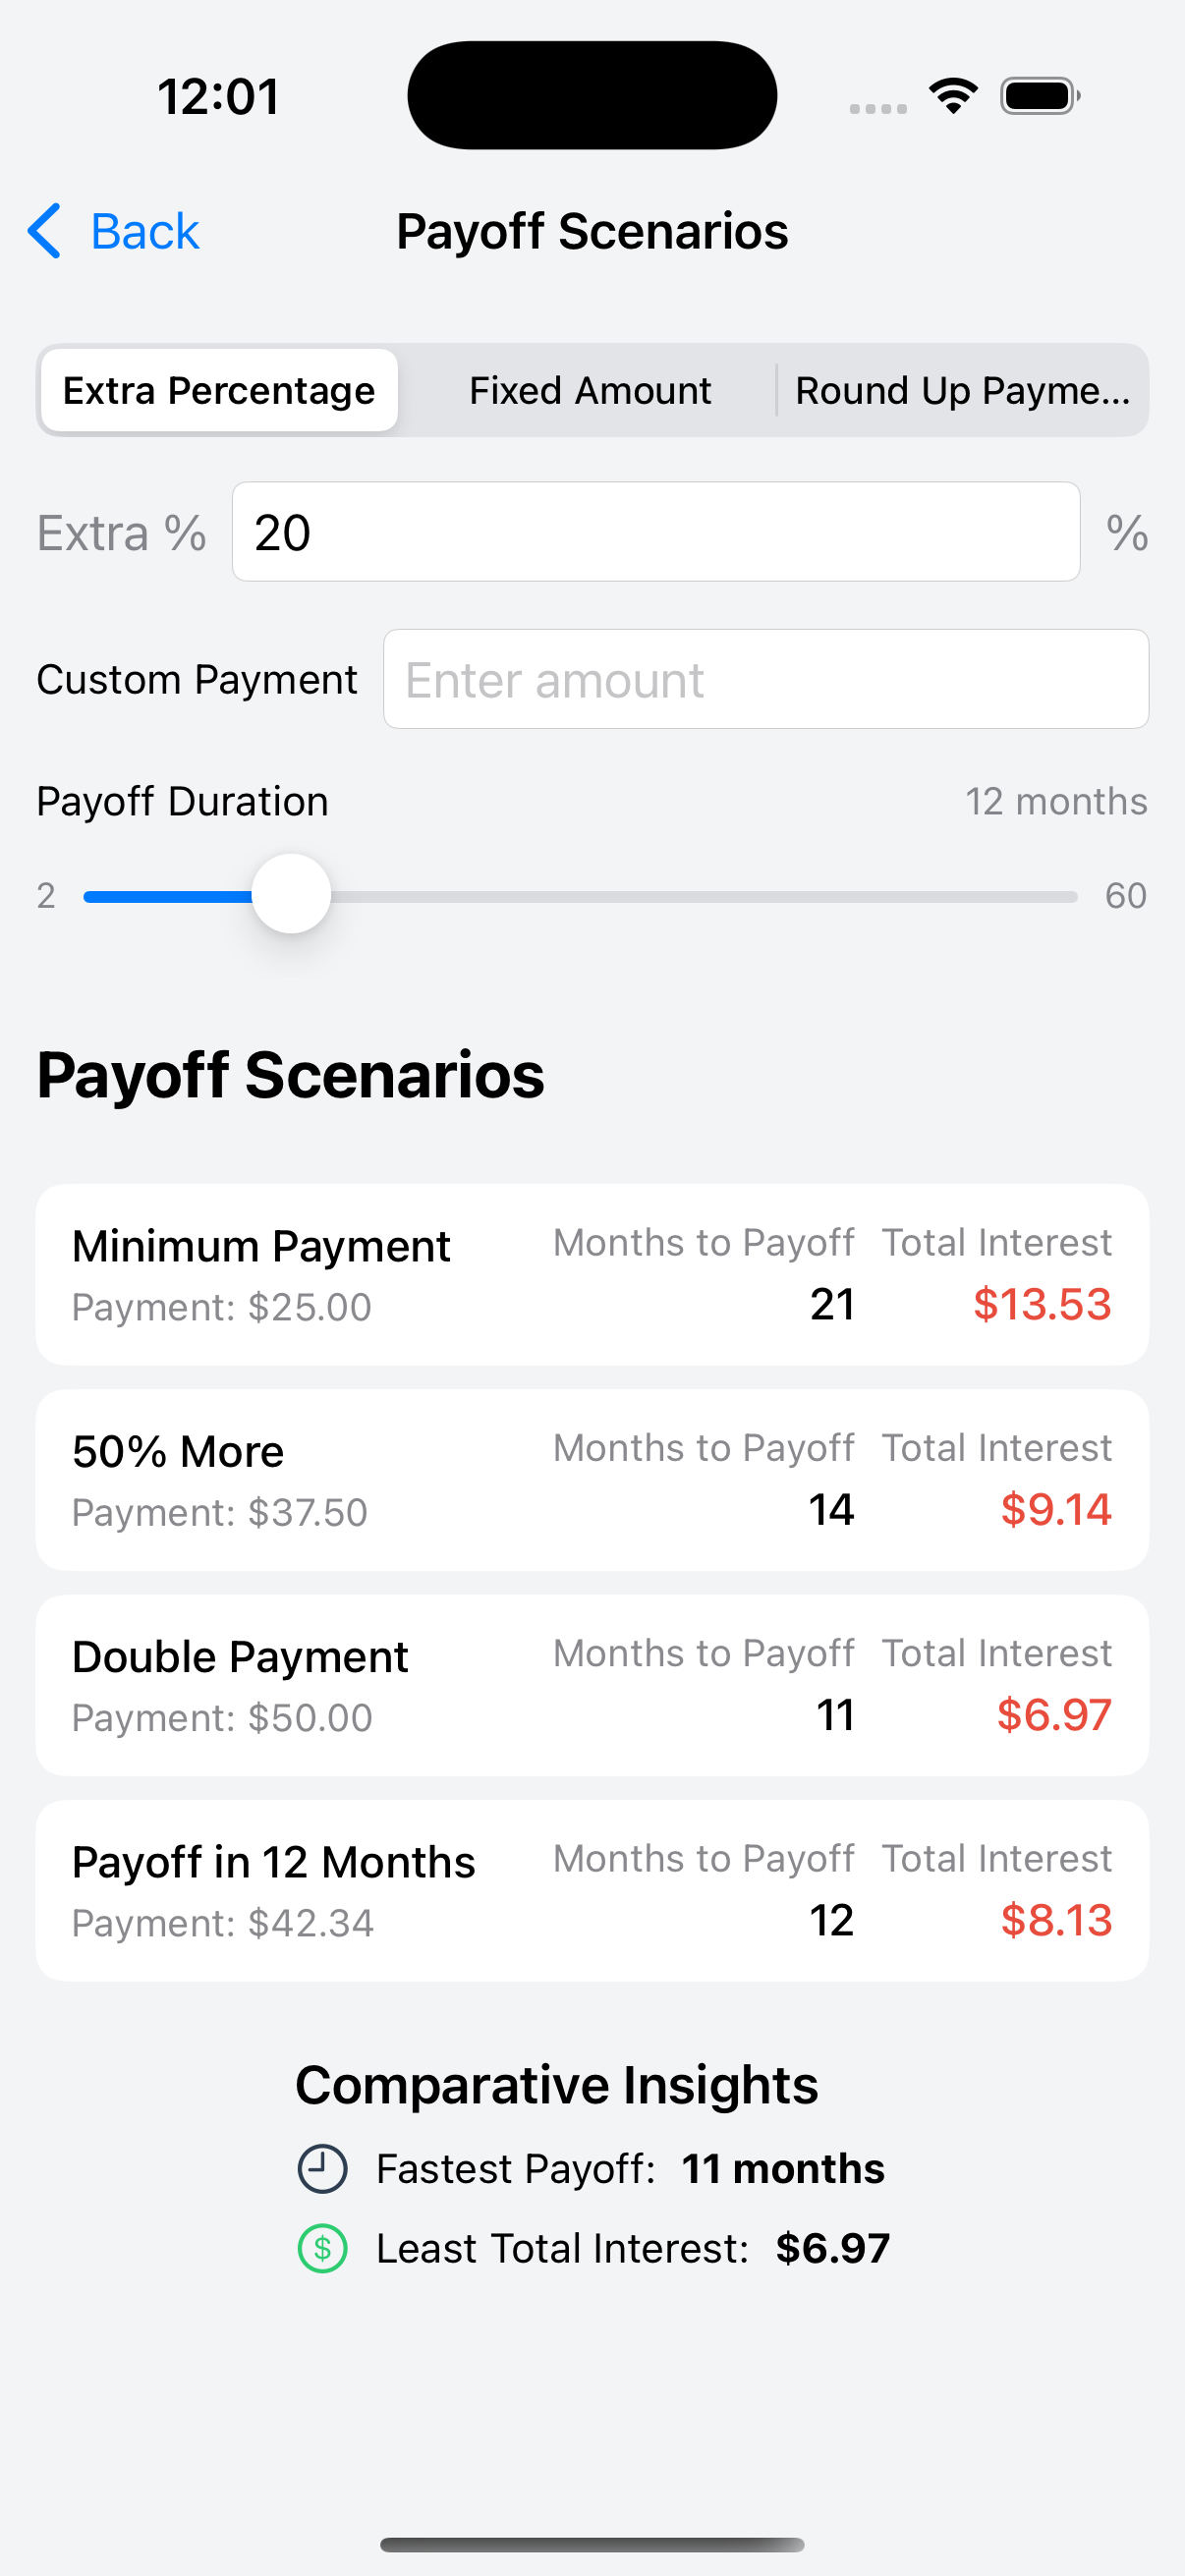 12:01
Back
Payoff Scenarios
Extra Percentage
Fixed Amount
Round Up Payme...
Extra % 20 %
Custom Payment Enter amount
Payoff Duration 12 months
2 60
Payoff Scenarios
Minimum Payment Months to Payoff Total Interest
Payment: $25.00 21 $13.53
50% More Months to Payoff Total Interest
Payment: $37.50 14 $9.14
Double Payment Months to Payoff Total Interest
Payment: $50.00 11 $6.97
Payoff in 12 Months Months to Payoff Total Interest
Payment: $42.34 12 $8.13
Comparative Insights
Fastest Payoff: 11 months
$ Least Total Interest: $6.97